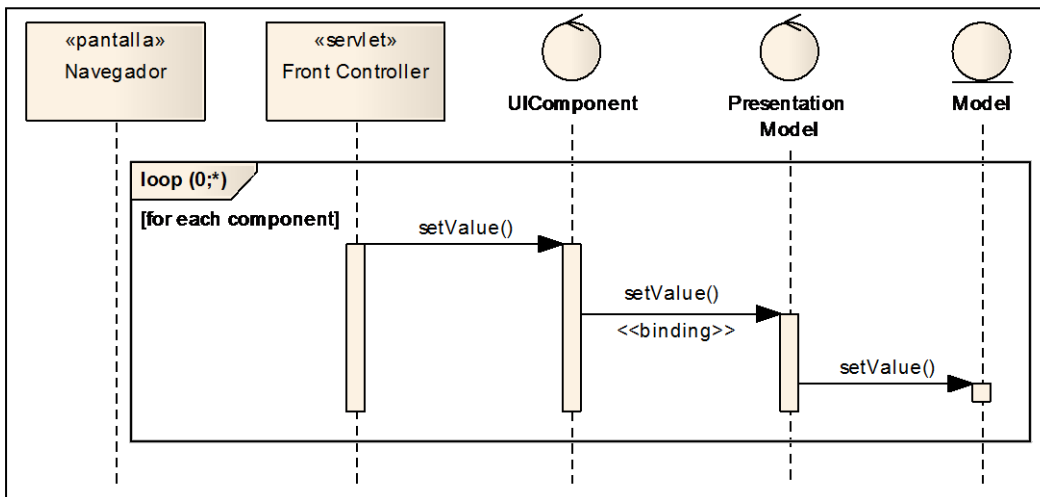 «pantalla»
Navegador
«servlet»
Front Controller
UIComponent
Presentation
Model
Model
loop (0;*)
[for each component]
setValue()
setValue()
<<binding>>
setValue()